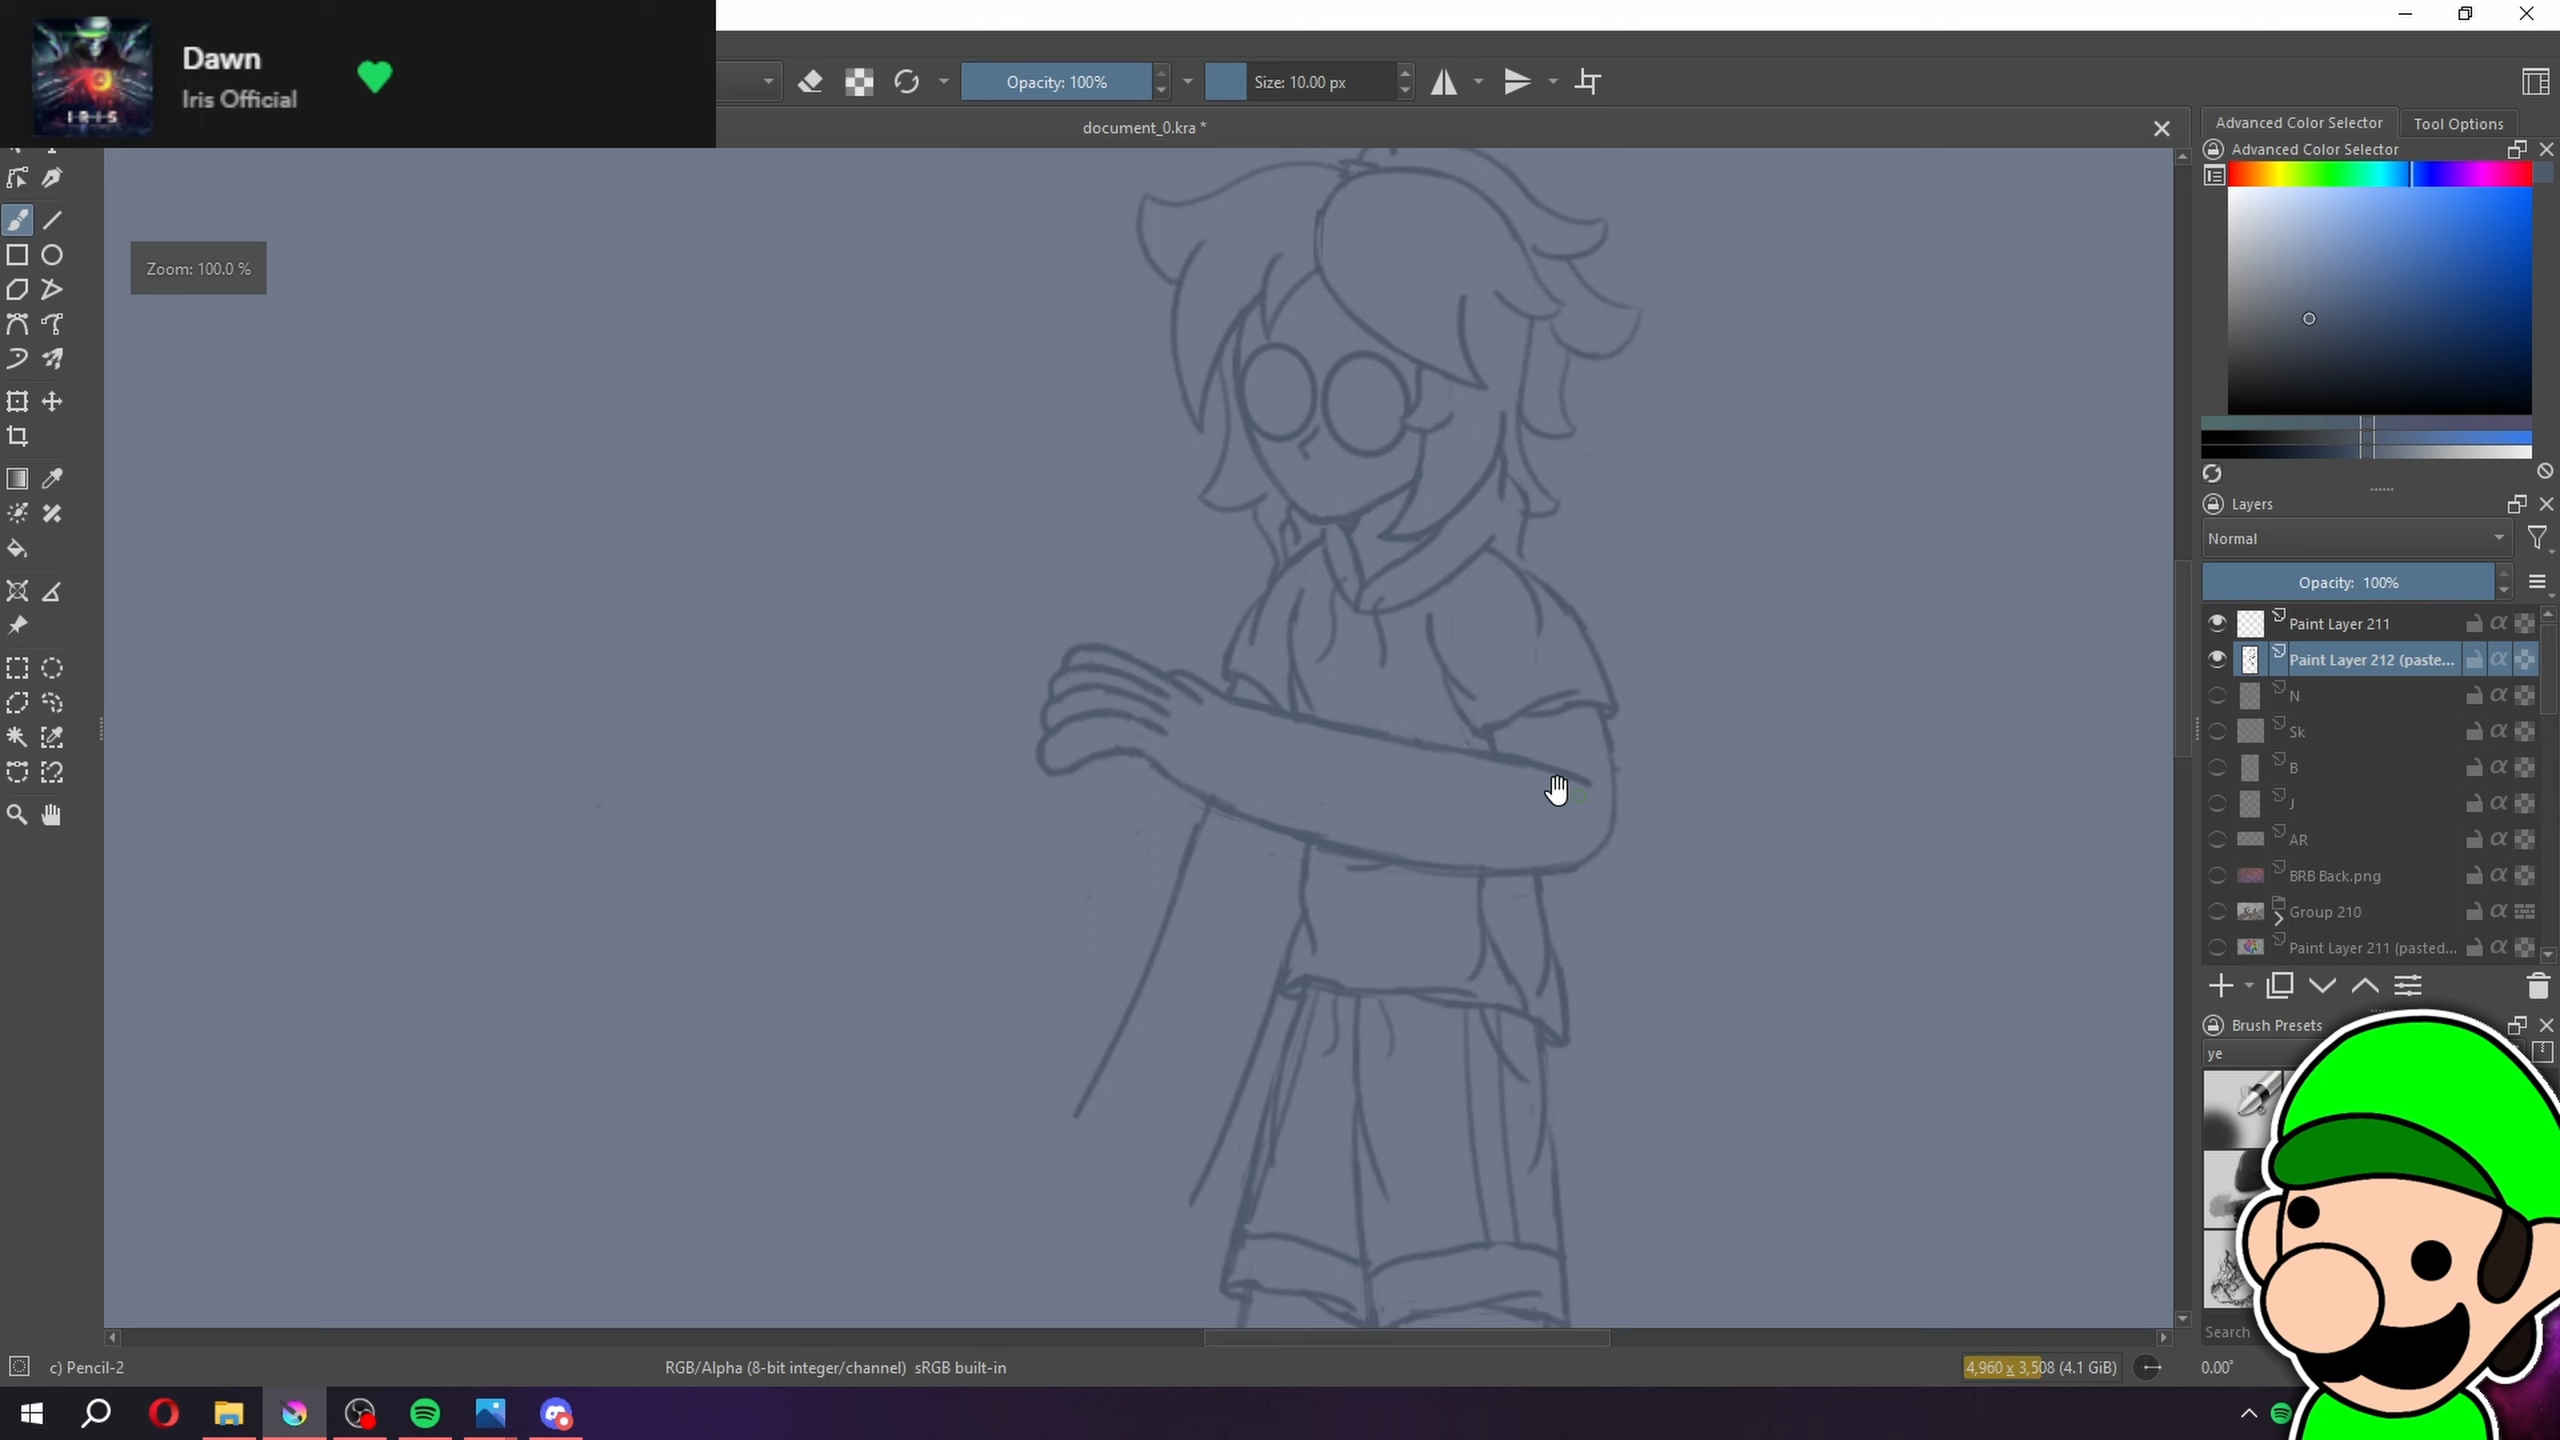 Dawn
Iris Official
IRIS
Opacity: 100%
Size: 10.00 px
document_0.kra *
Advanced Color Selector
Tool Options
Advanced Color Selector
Zoom: 100.0 %
Layers
Normal
Opacity: 100%
Paint Layer 211
Paint Layer 212 (paste...
N
Sk
B
J
AR
BRB Back.png
Group 210
Paint Layer 211 (pasted...
Brush Presets
ye
Search
c) Pencil-2
RGB/Alpha (8-bit integer/channel) sRGB built-in
4,960 x 3,508 (4.1 GiB)
0.00°